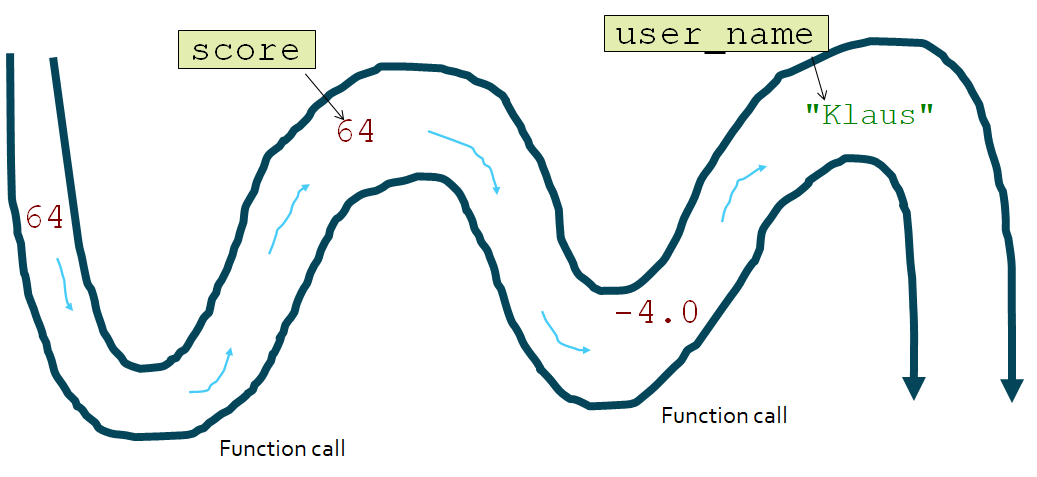 score
user_name
"Klaus"
64
64
-4.0
Function call
Function call